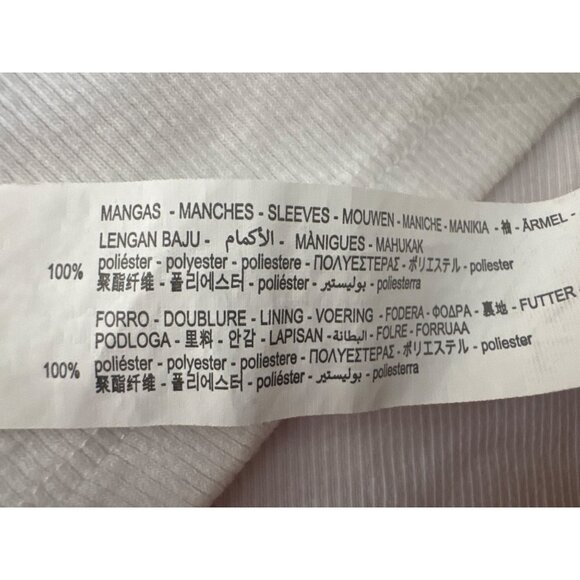 MANGAS - MANCHES - SLEEVES - MOUWEN - MANICHE - MANIKIA - 袖 - ÄRMEL -
LENGAN BAJU - الأكمام - MÀNIGUES - MAHUKAK
100% poliéster - polyester - poliestere - ΠΟΛΥΕΣΤΕΡΑΣ - ポリエステル - poliester
聚酯纤维 - 폴리에스터 - poliéster - بوليستير - poliesterra
FORRO - DOUBLURE - LINING - VOERING - FODERA - ΦΟΔΡΑ - 裏地 - FUTTER -
PODLOGA - 里料 - 안감 - LAPISAN - البطانة - FOLRE - FORRUAA
100% poliéster - polyester - poliestere - ΠΟΛΥΕΣΤΕΡΑΣ - ポリエステル - poliester
聚酯纤维 - 폴리에스터 - poliéster - بوليستير - poliesterra